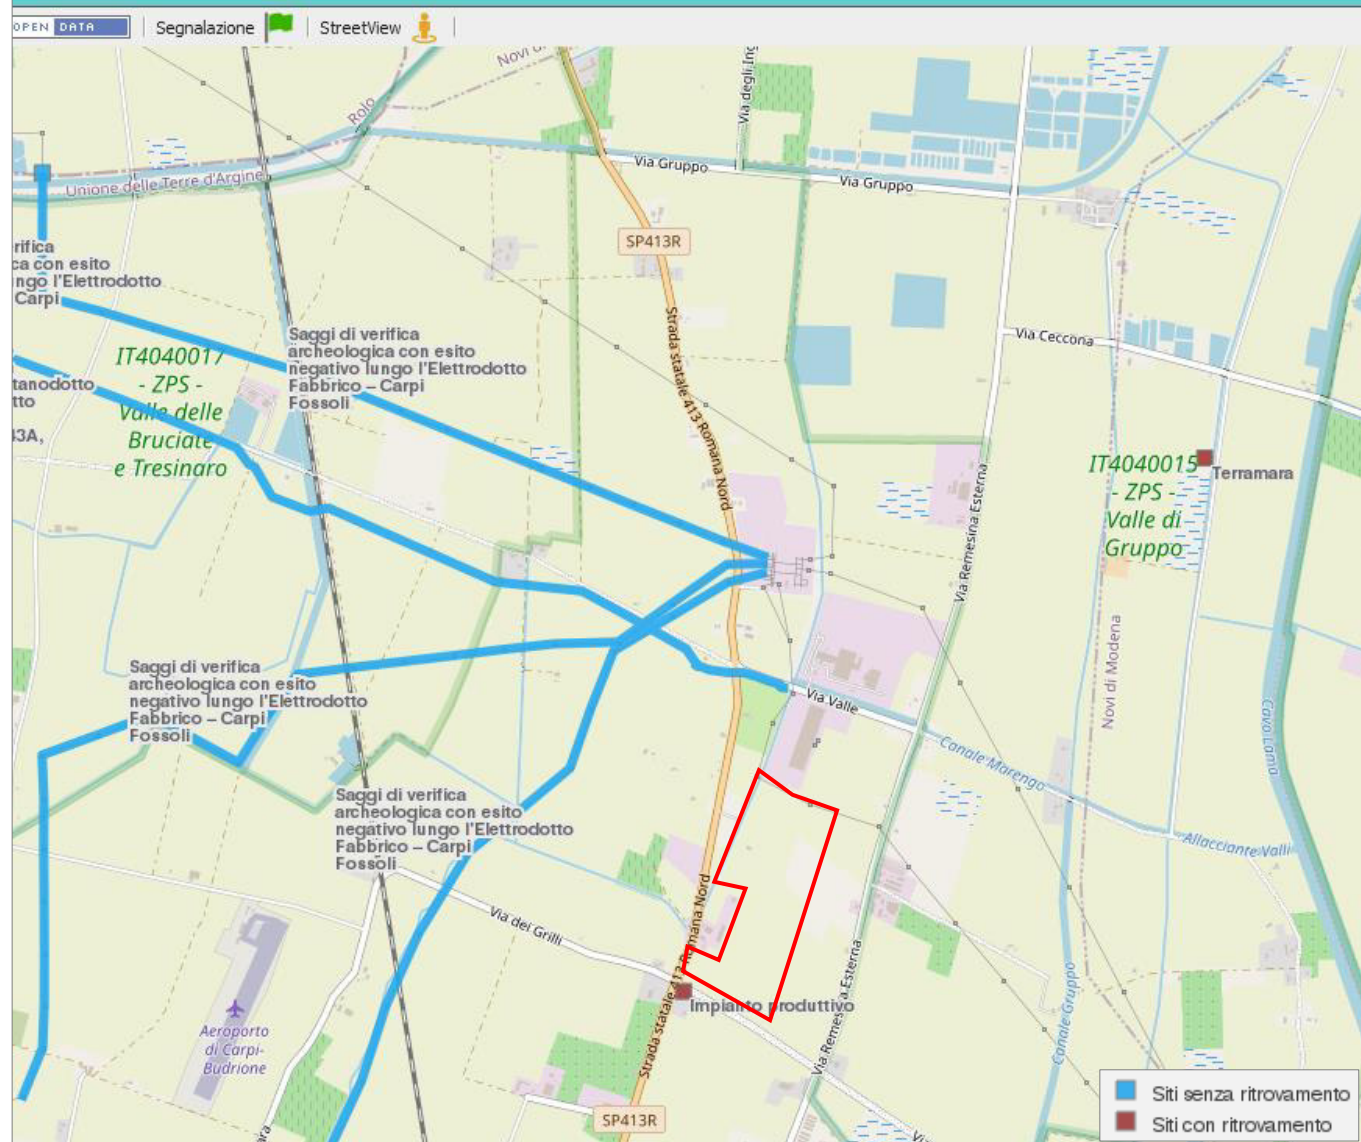 OPEN DATA
Segnalazione
StreetView
Novi
Rolo
Via degli Ing
Via Gruppo
Via Gruppo
Unione delle Terre d'Argine
SP413R
rifica
ca con esito
ngo l'Elettrodotto
Carpi
Strada statale 413 Romana Nord
Via Ceccona
Saggi di verifica
archeologica con esito
negativo lungo l'Elettrodotto
Fabbrico – Carpi
Fossoli
IT4040017
- ZPS -
Valle delle
Bruciate
e Tresinaro
tanodotto
tto
3A,
IT4040015
- ZPS -
Valle di
Gruppo
Terramara
Via Remesina Esterna
Novi di Modena
Saggi di verifica
archeologica con esito
negativo lungo l'Elettrodotto
Fabbrico – Carpi
Fossoli
Via Valle
Canale Marengo
Cavo Lama
Saggi di verifica
archeologica con esito
negativo lungo l'Elettrodotto
Fabbrico – Carpi
Fossoli
Allacciante Valli
Via dei Grilli
Strada statale 413 Romana Nord
Impianto produttivo
Via Remesina Esterna
Canale Gruppo
Aeroporto
di Carpi-
Budrione
SP413R
Siti senza ritrovamento
Siti con ritrovamento